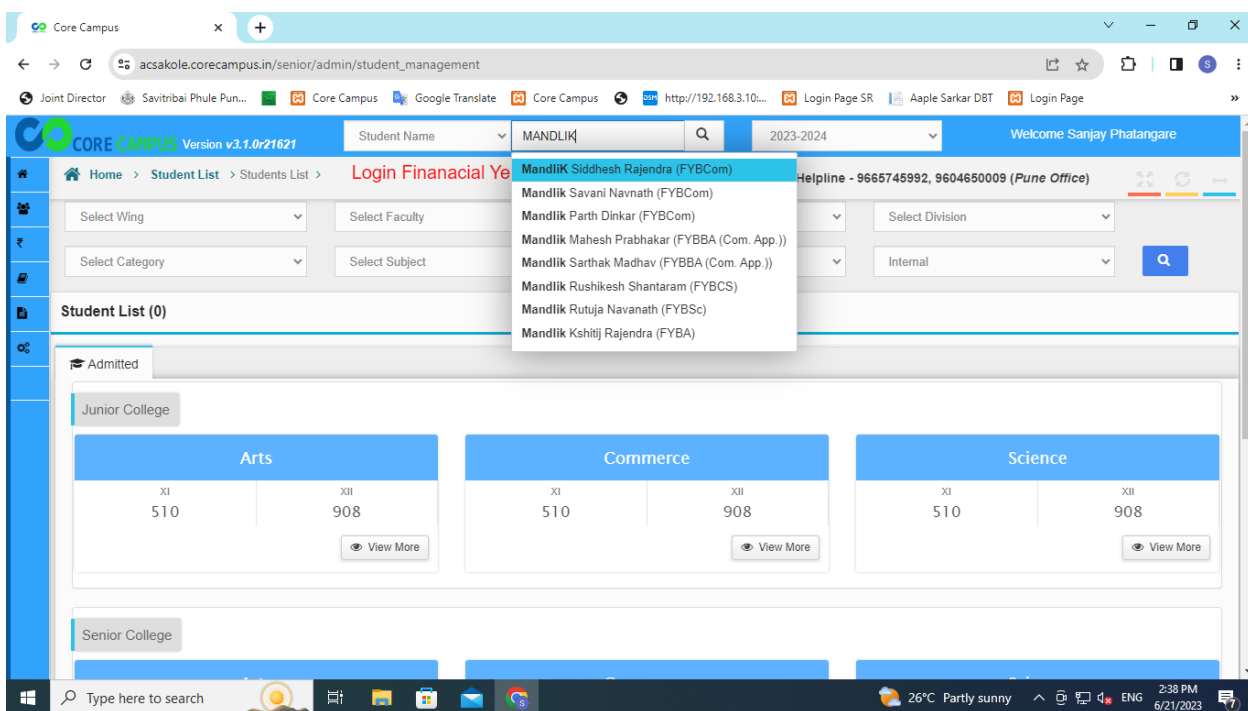 Core Campus
acsakole.corecampus.in/senior/admin/student_management
Joint Director Savitribai Phule Pun... Core Campus Google Translate Core Campus http://192.168.3.10:... Login Page SR Aaple Sarkar DBT Login Page »
CORE CAMPUS Version v3.1.0r21621 Student Name MANDLIK 2023-2024 Welcome Sanjay Phatangare
Home > Student List > Students List > Login Finanacial Ye Helpline - 9665745992, 9604650009 (Pune Office)
MandliK Siddhesh Rajendra (FYBCom)
Mandlik Savani Navnath (FYBCom)
Mandlik Parth Dinkar (FYBCom)
Mandlik Mahesh Prabhakar (FYBBA (Com. App.))
Mandlik Sarthak Madhav (FYBBA (Com. App.))
Mandlik Rushikesh Shantaram (FYBCS)
Mandlik Rutuja Navanath (FYBSc)
Mandlik Kshitij Rajendra (FYBA)
Select Wing Select Faculty Select Division
Select Category Select Subject Internal
Student List (0)
Admitted
Junior College
Arts Commerce Science
XI XII XI XII XI XII
510 908 510 908 510 908
View More View More View More
Senior College
Type here to search 26°C Partly sunny ENG 2:38 PM
6/21/2023